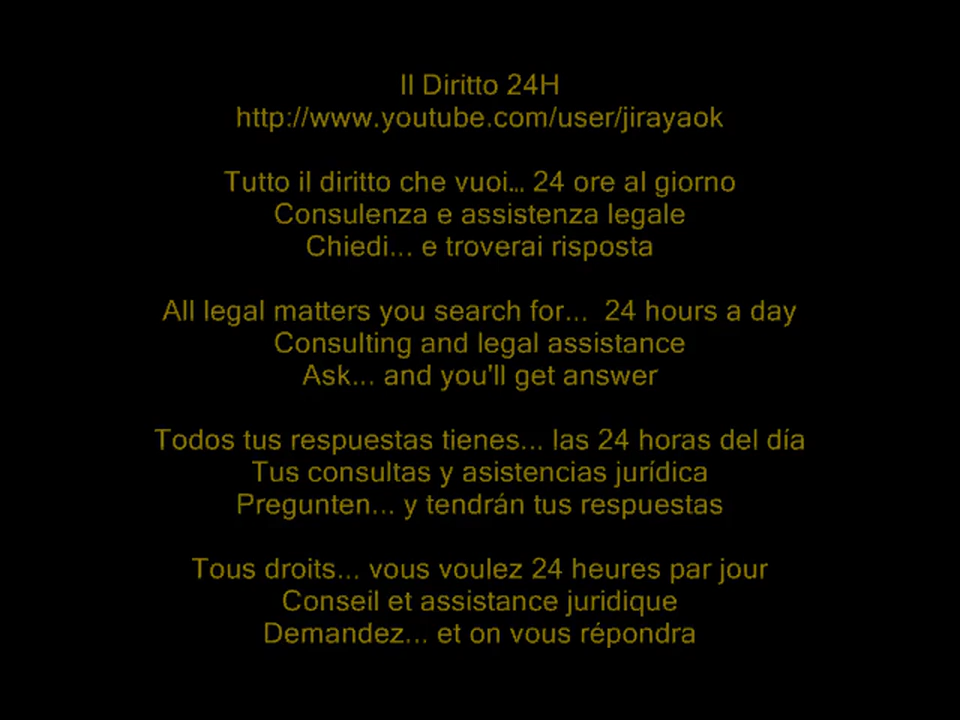 Il Diritto 24H
http://www.youtube.com/user/jirayaok
Tutto il diritto che vuoi… 24 ore al giorno
Consulenza e assistenza legale
Chiedi... e troverai risposta
All legal matters you search for...  24 hours a day
Consulting and legal assistance
Ask... and you'll get answer
Todos tus respuestas tienes... las 24 horas del día
Tus consultas y asistencias jurídica
Pregunten... y tendrán tus respuestas
Tous droits... vous voulez 24 heures par jour
Conseil et assistance juridique
Demandez... et on vous répondra